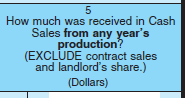 5
How much was received in Cash
Sales from any year's
production?
(EXCLUDE contract sales
and landlord's share.)
(Dollars)